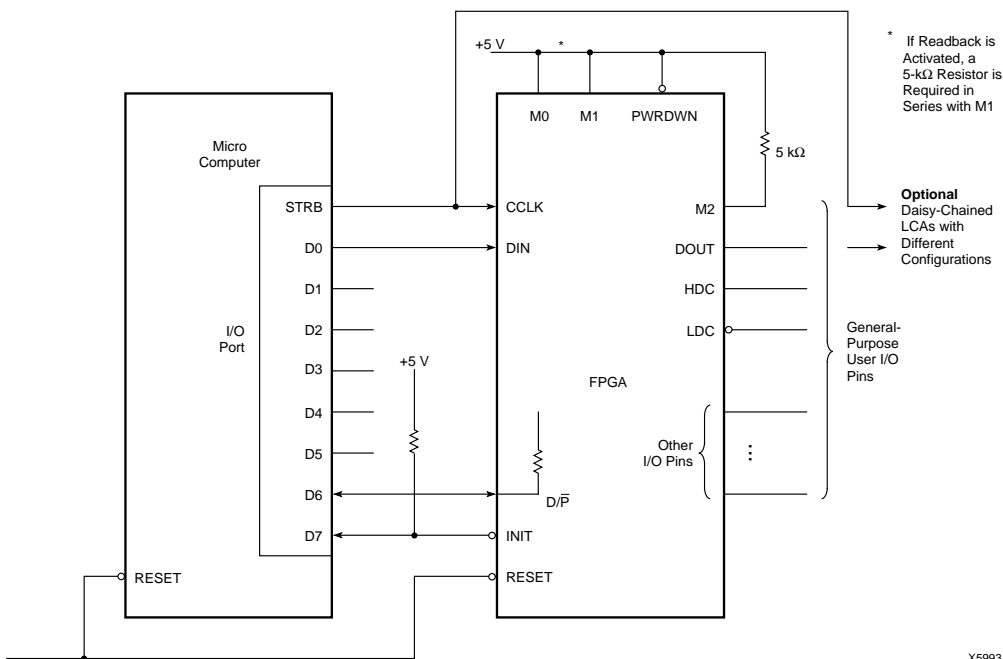 +5 V
*
* If Readback is
Activated, a
5-kΩ Resistor is
Required in
Series with M1
M0
M1
PWRDWN
Micro
Computer
5 kΩ
STRB
CCLK
M2
Optional
Daisy-Chained
LCAs with
Different
Configurations
D0
DIN
DOUT
D1
HDC
I/O
Port
D2
LDC
General-
Purpose
User I/O
Pins
+5 V
D3
FPGA
D4
Other
I/O Pins
...
D5
D6
D/P̅
D7
INIT
RESET
RESET
X5993